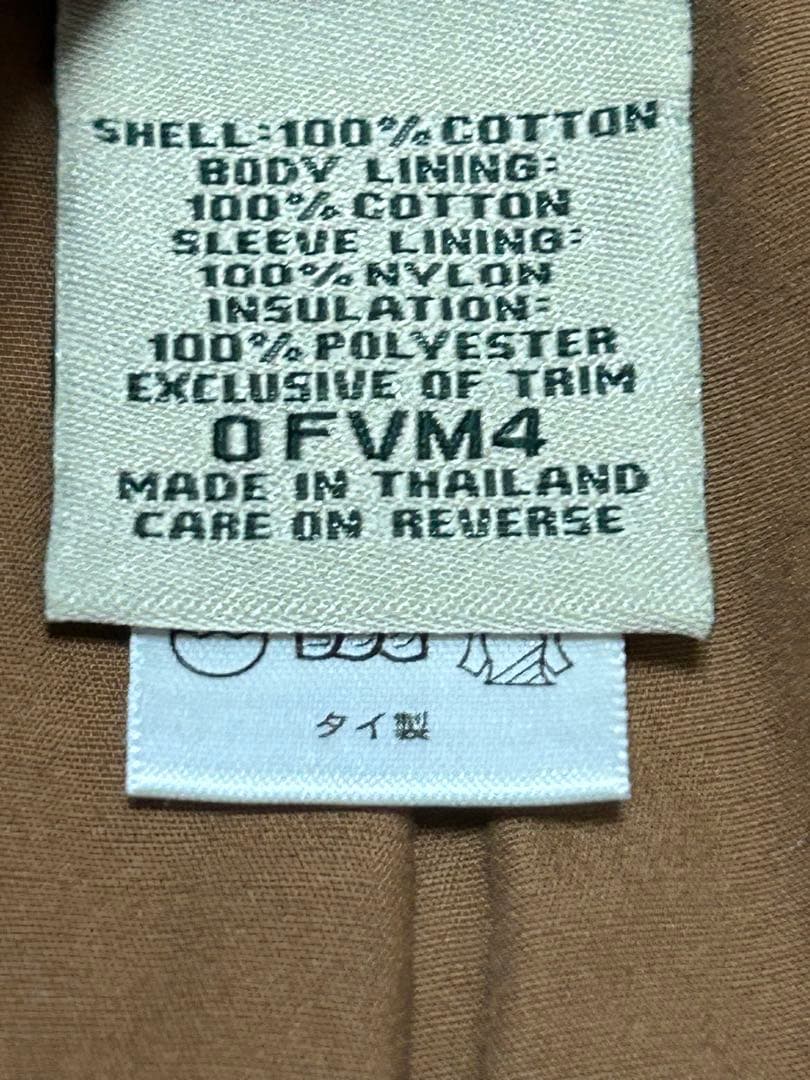 SHELL:100%COTTON
BODY LINING:
100%COTTON
SLEEVE LINING:
100%NYLON
INSULATION:
100%POLYESTER
EXCLUSIVE OF TRIM
0FVM4
MADE IN THAILAND
CARE ON REVERSE
タイ製